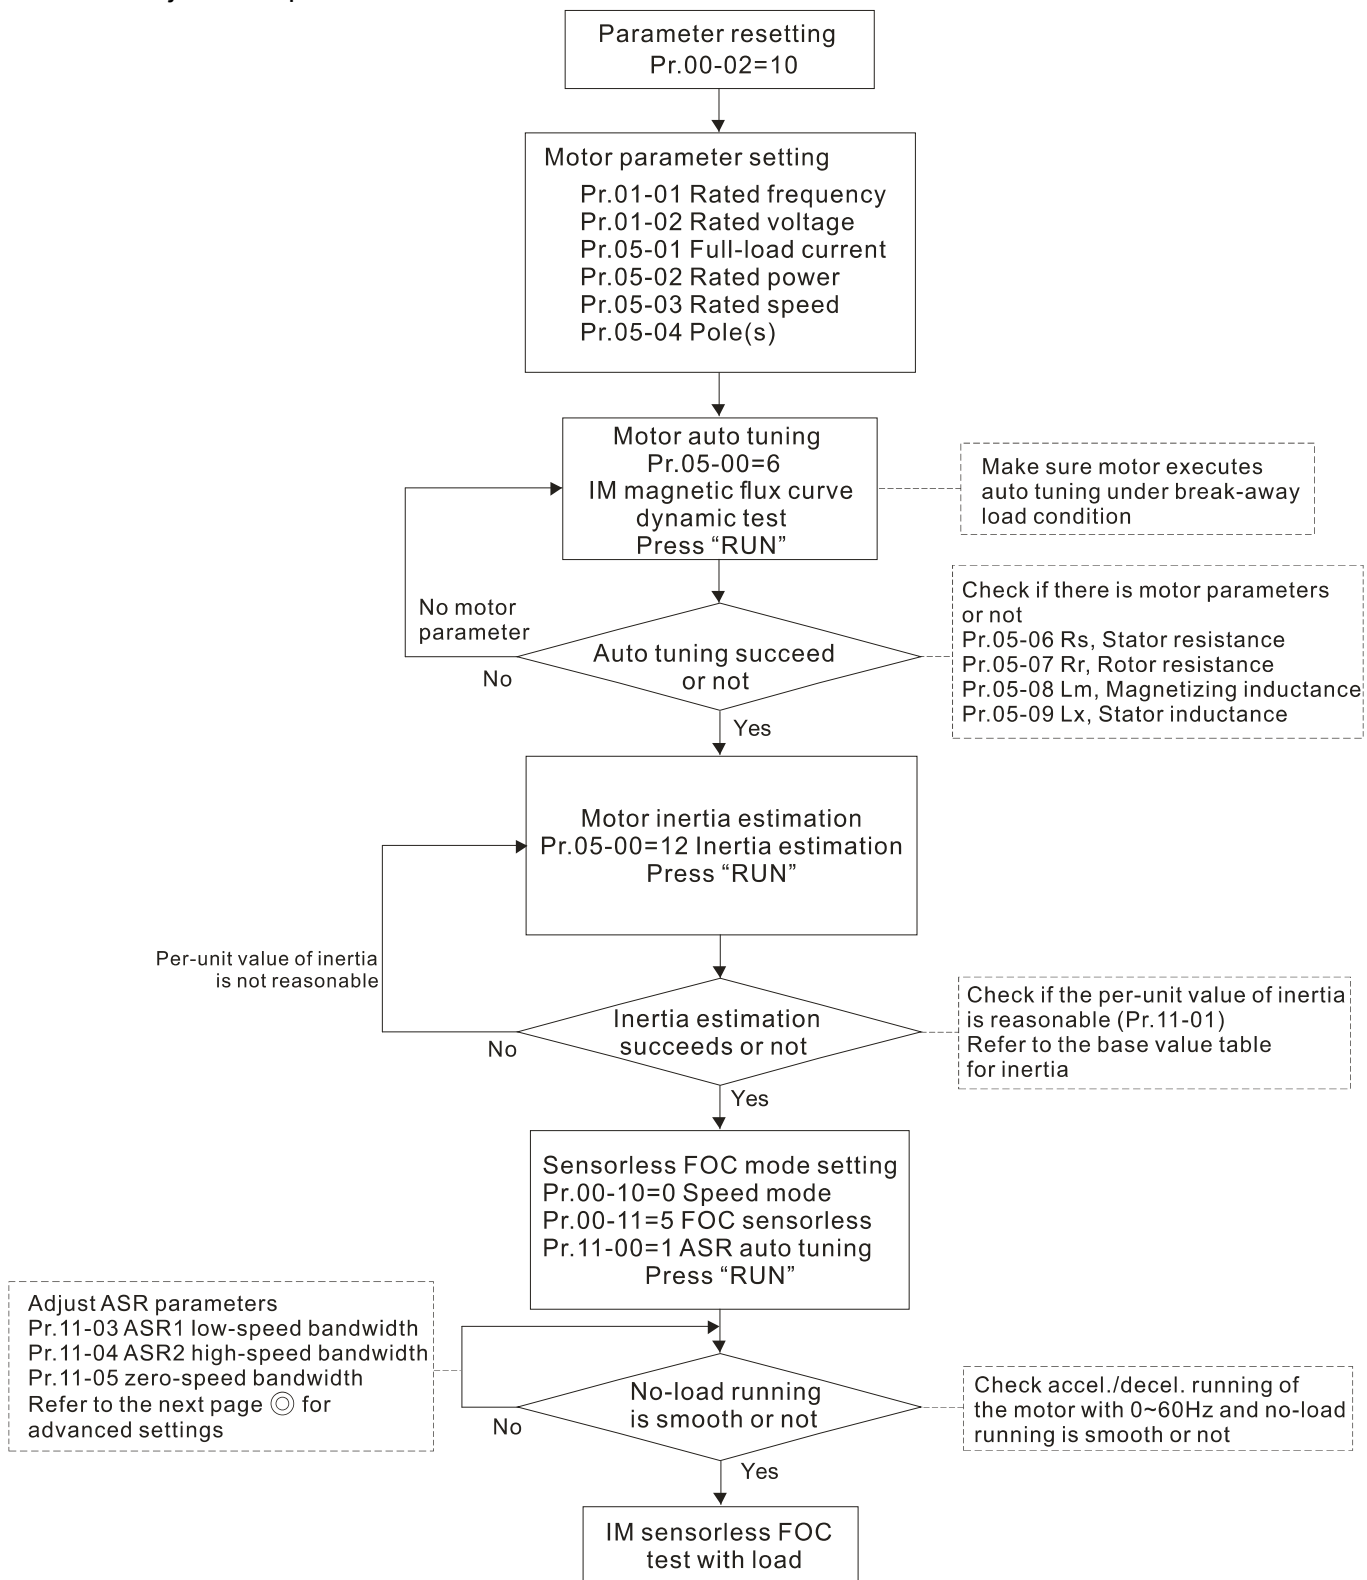 Parameter resetting
Pr.00-02=10
Motor parameter setting
Pr.01-01 Rated frequency
Pr.01-02 Rated voltage
Pr.05-01 Full-load current
Pr.05-02 Rated power
Pr.05-03 Rated speed
Pr.05-04 Pole(s)
Motor auto tuning
Pr.05-00=6
IM magnetic flux curve
dynamic test
Press “RUN”
Make sure motor executes
auto tuning under break-away
load condition
No motor
parameter
No
Auto tuning succeed
or not
Check if there is motor parameters
or not
Pr.05-06 Rs, Stator resistance
Pr.05-07 Rr, Rotor resistance
Pr.05-08 Lm, Magnetizing inductance
Pr.05-09 Lx, Stator inductance
Yes
Motor inertia estimation
Pr.05-00=12 Inertia estimation
Press “RUN”
Per-unit value of inertia
is not reasonable
No
Inertia estimation
succeeds or not
Check if the per-unit value of inertia
is reasonable (Pr.11-01)
Refer to the base value table
for inertia
Yes
Sensorless FOC mode setting
Pr.00-10=0 Speed mode
Pr.00-11=5 FOC sensorless
Pr.11-00=1 ASR auto tuning
Press “RUN”
Adjust ASR parameters
Pr.11-03 ASR1 low-speed bandwidth
Pr.11-04 ASR2 high-speed bandwidth
Pr.11-05 zero-speed bandwidth
Refer to the next page ◎ for
advanced settings
No
No-load running
is smooth or not
Check accel./decel. running of
the motor with 0~60Hz and no-load
running is smooth or not
Yes
IM sensorless FOC
test with load